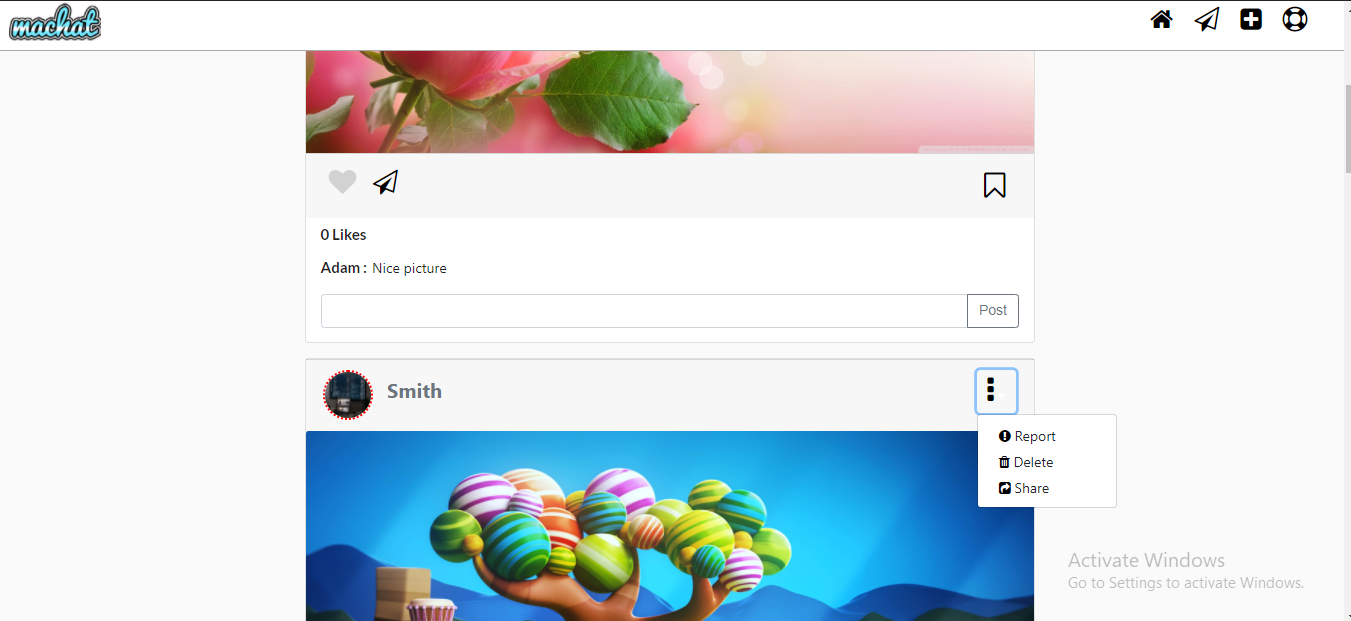 machat
0 Likes
Adam : Nice picture
Post
Smith
Report
Delete
Share
Activate Windows
Go to Settings to activate Windows.